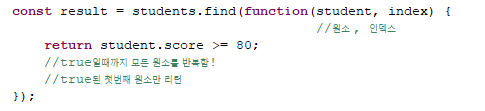 const result = students.find(function(student, index) {
//원소 , 인덱스
return student.score >= 80;
//true일때까지 모든 원소를 반복함!
//true된 첫번째 원소만 리턴
});